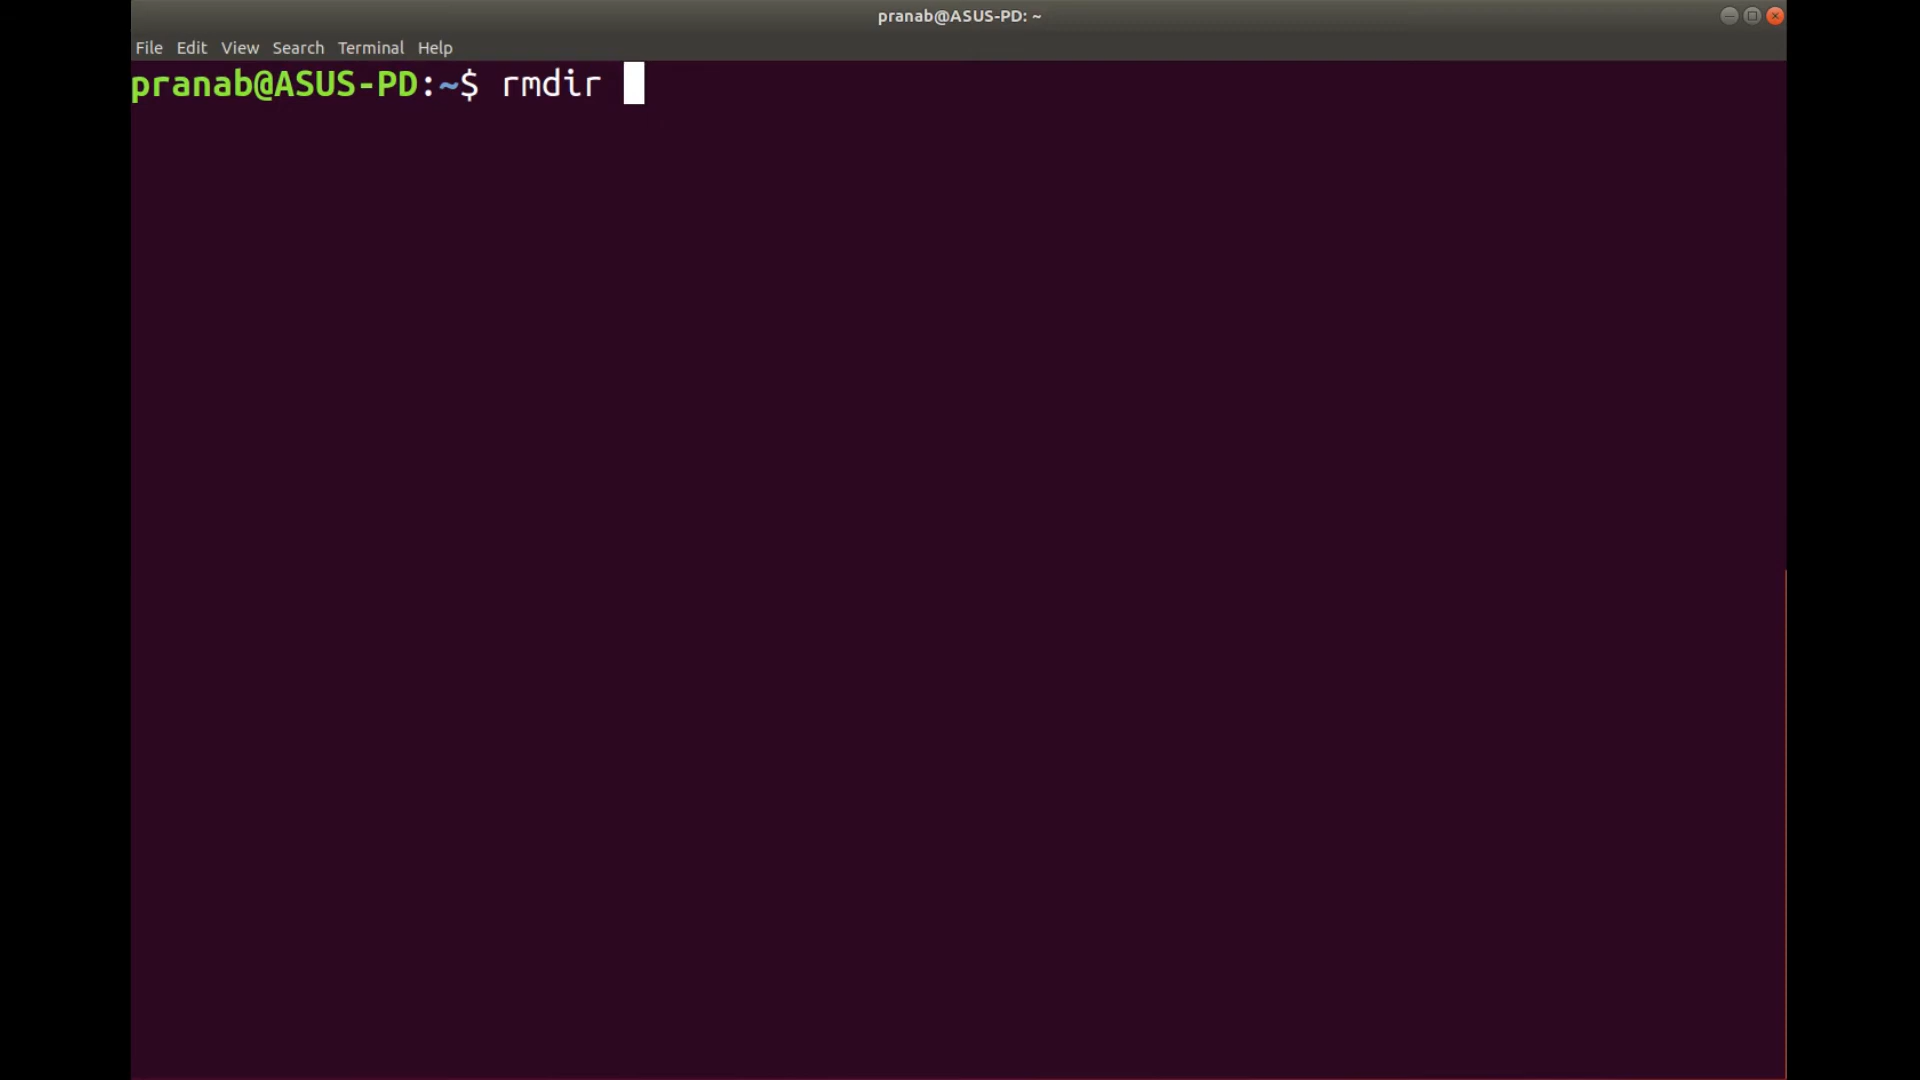 pranab@ASUS-PD: ~
File Edit View Search Terminal Help
pranab@ASUS-PD:~$ rmdir